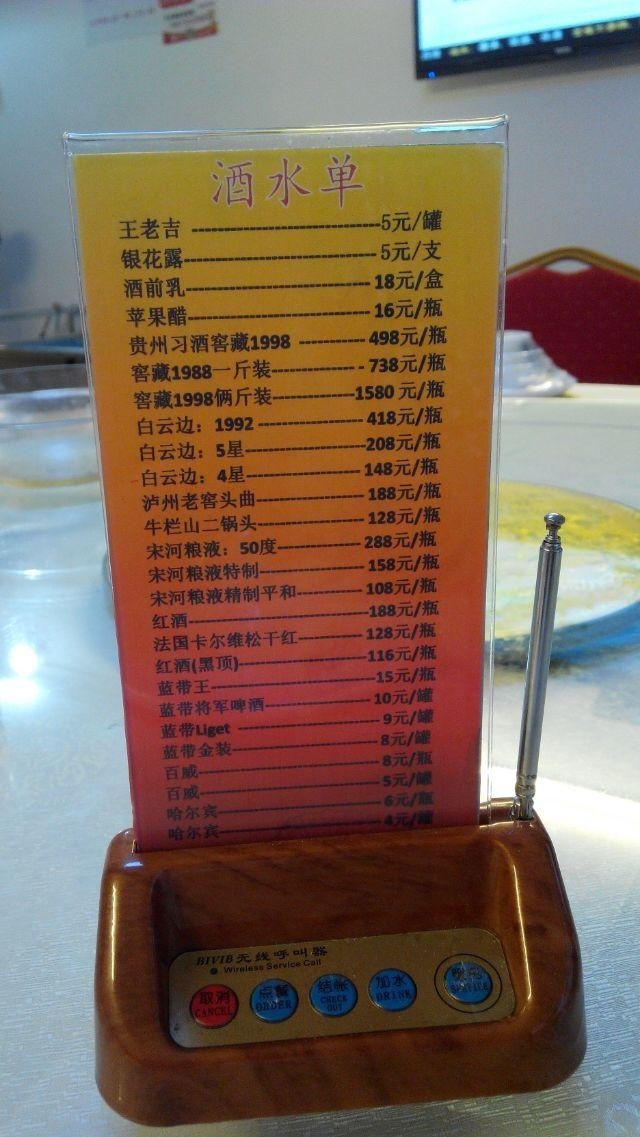 酒水单
王老吉 ------------------------5元/罐
银花露------------------------ 5元/支
酒前乳------------------------ 18元/盒
苹果醋------------------------ 16元/瓶
贵州习酒窖藏1998 --------- 498元/瓶
窖藏1988一斤装----------- - 738元/瓶
窖藏1998俩斤装-----------1580 元/瓶
白云边：1992 --------------- 418元/瓶
白云边：5星-----------------208元/瓶
白云边：4星---------------- 148元/瓶
泸州老窖头曲--------------- 188元/瓶
牛栏山二锅头--------------- 128元/瓶
宋河粮液：50度------------288元/瓶
宋河粮液特制---------------158元/瓶
宋河粮液精制平和--------- 108元/瓶
红酒-------------------------188元/瓶
法国卡尔维松干红--------- 128元/瓶
红酒(黑顶)-----------------116元/瓶
蓝带王----------------------- 15元/瓶
蓝带将军啤酒--------------- 10元/罐
蓝带Liget ------------------- 9元/罐
蓝带金装-------------------- 8元/罐
百威------------------------- 8元/瓶
百威------------------------- 5元/罐
哈尔宾----------------------- 6元/瓶
哈尔宾----------------------- 4元/罐
BIVIB 无线呼叫器
Wireless Service Call
取消 点餐 结帐 加水
CANCEL ORDER CHECK OUT DRINK SERVICE